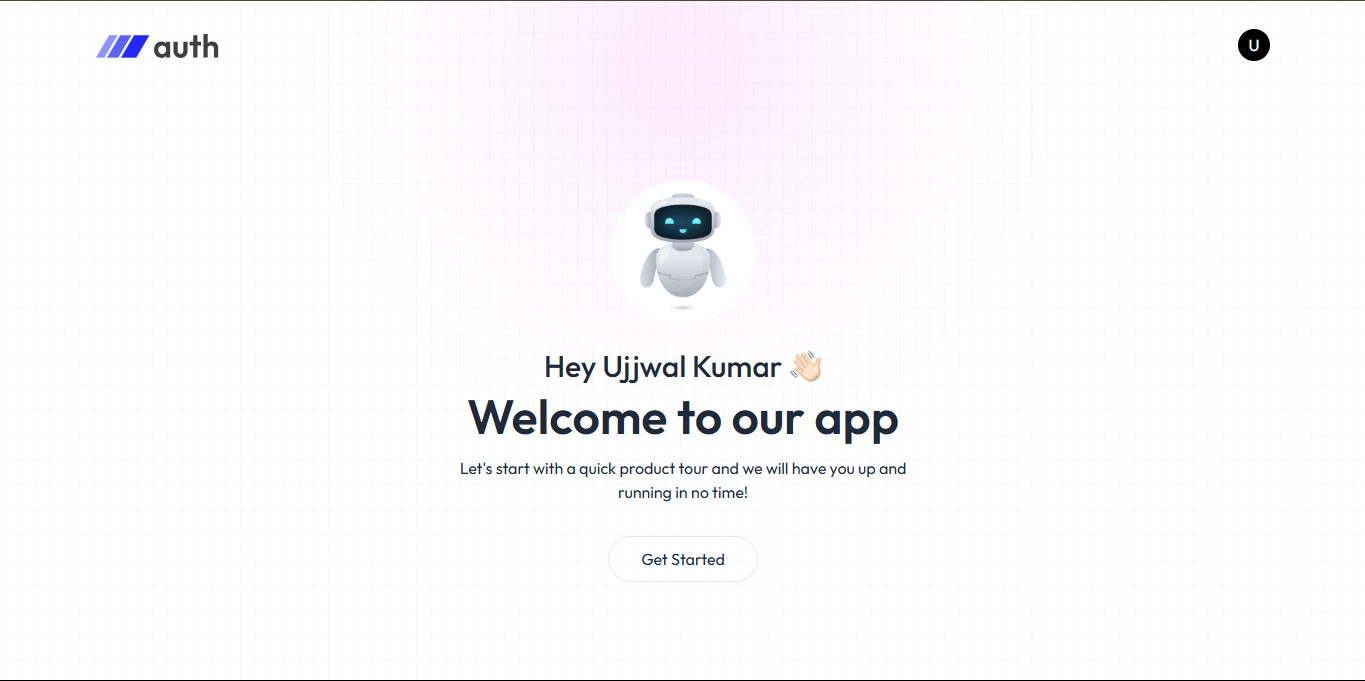 auth
U
Hey Ujjwal Kumar 👋🏻
Welcome to our app
Let's start with a quick product tour and we will have you up and
running in no time!
Get Started